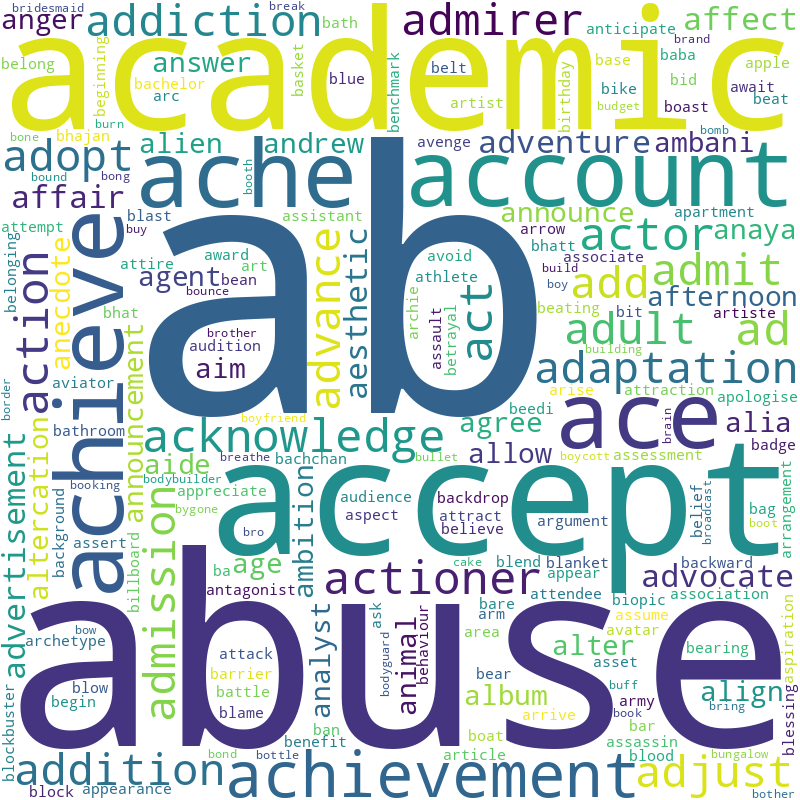 bridesmaid
break
anger
addiction
bath
admirer
anticipate
affect
brand
belong
beginning
answer
basket
blue
belt
base
baba
apple
bachelor
arc
benchmark
artist
birthday
bike
bid
boast
await
beat
budget
academic
bone
burn
bhajan
adopt
alien
andrew
avenge
adventure
ambani
bomb
bound
bong
ache
booth
account
affair
attempt
blast
buy
assistant
announce
apartment
arrow
actor
anaya
belonging
action
anecdote
achieve
attire
award
art
agent
bean
bounce
advance
aesthetic
avoid
athlete
archie
assault
betrayal
act
bhatt
associate
build
boy
add
admit
afternoon
beating
bit
artiste
bhat
announcement
ab
brother
audition
aim
adult
ad
building
adaptation
border
aviator
boyfriend
arise
attraction
apologise
bathroom
acknowledge
agree
beedi
ace
brain
alia
badge
advertisement
altercation
background
booking
aide
breathe
bachchan
bullet
allow
boycott
assessment
bodybuilder
appreciate
audience
backdrop
argument
belief
broadcast
bag
boot
arrangement
assert
billboard
bygone
bro
aspect
attract
believe
accept
admission
ba
age
ambition
cake
blend
blanket
backward
antagonist
actioner
appear
advocate
archetype
bow
analyst
ask
bodyguard
animal
behaviour
bare
arm
attendee
biopic
association
assume
avatar
area
alter
bearing
aspiration
attack
barrier
battle
blow
begin
blame
bear
asset
buff
align
bring
blessing
abuse
album
army
arrive
book
boat
bar
assassin
blockbuster
ban
benefit
article
blood
bungalow
addition
bond
bottle
achievement
adjust
block
appearance
bother